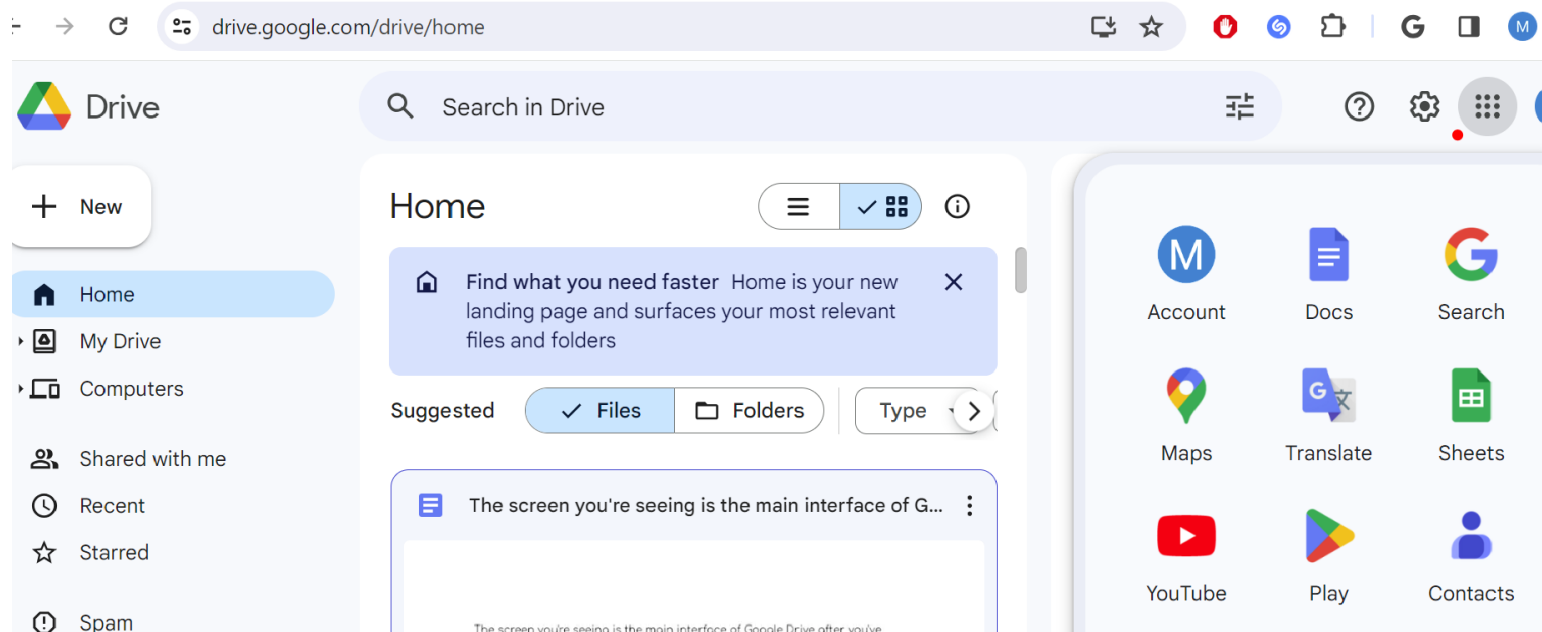 drive.google.com/drive/home
M
Drive
Search in Drive
New
Home
My Drive
Computers
Shared with me
Recent
Starred
Spam
Home
Find what you need faster Home is your new
landing page and surfaces your most relevant
files and folders
Suggested
Files
Folders
Type
The screen you're seeing is the main interface of G...
The screen you're seeing is the main interface of Google Drive after you've
M
Account
Docs
Search
Maps
Translate
Sheets
YouTube
Play
Contacts